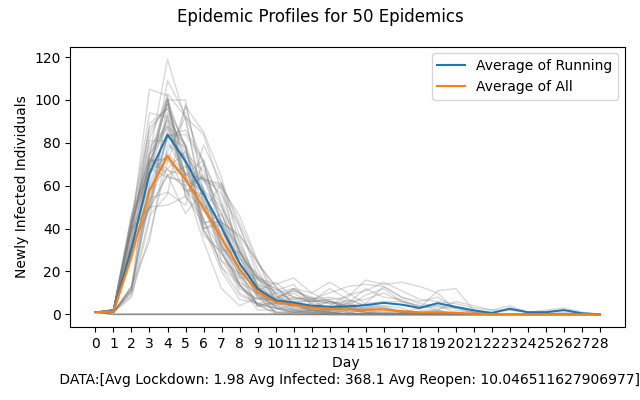 Epidemic Profiles for 50 Epidemics
120
100
80
60
40
20
0
Newly Infected Individuals
Average of Running
Average of All
0 1 2 3 4 5 6 7 8 9 10 11 12 13 14 15 16 17 18 19 20 21 22 23 24 25 26 27 28
Day
DATA:[Avg Lockdown: 1.98 Avg Infected: 368.1 Avg Reopen: 10.046511627906977]